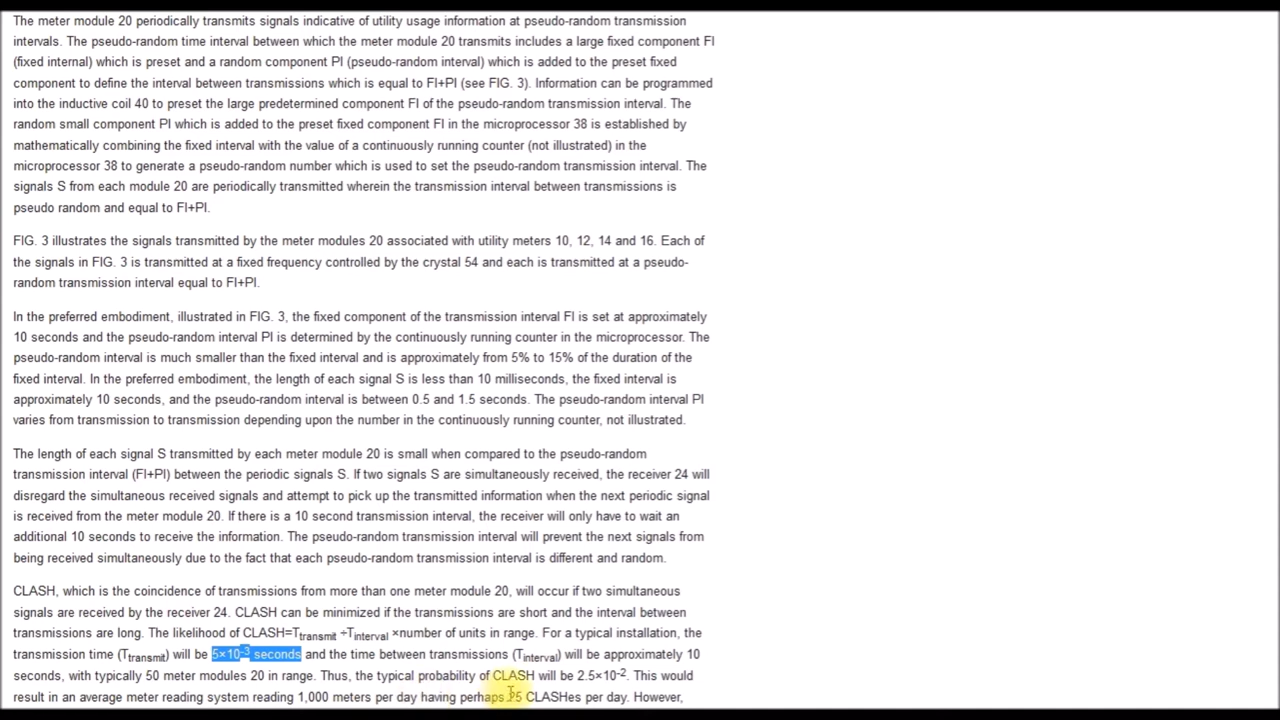 The meter module 20 periodically transmits signals indicative of utility usage information at pseudo-random transmission
intervals. The pseudo-random time interval between which the meter module 20 transmits includes a large fixed component FI
(fixed internal) which is preset and a random component PI (pseudo-random interval) which is added to the preset fixed
component to define the interval between transmissions which is equal to FI+PI (see FIG. 3). Information can be programmed
into the inductive coil 40 to preset the large predetermined component FI of the pseudo-random transmission interval. The
random small component PI which is added to the preset fixed component FI in the microprocessor 38 is established by
mathematically combining the fixed interval with the value of a continuously running counter (not illustrated) in the
microprocessor 38 to generate a pseudo-random number which is used to set the pseudo-random transmission interval. The
signals S from each module 20 are periodically transmitted wherein the transmission interval between transmissions is
pseudo random and equal to FI+PI.
FIG. 3 illustrates the signals transmitted by the meter modules 20 associated with utility meters 10, 12, 14 and 16. Each of
the signals in FIG. 3 is transmitted at a fixed frequency controlled by the crystal 54 and each is transmitted at a pseudo-
random transmission interval equal to FI+PI.
In the preferred embodiment, illustrated in FIG. 3, the fixed component of the transmission interval FI is set at approximately
10 seconds and the pseudo-random interval PI is determined by the continuously running counter in the microprocessor. The
pseudo-random interval is much smaller than the fixed interval and is approximately from 5% to 15% of the duration of the
fixed interval. In the preferred embodiment, the length of each signal S is less than 10 milliseconds, the fixed interval is
approximately 10 seconds, and the pseudo-random interval is between 0.5 and 1.5 seconds. The pseudo-random interval PI
varies from transmission to transmission depending upon the number in the continuously running counter, not illustrated.
The length of each signal S transmitted by each meter module 20 is small when compared to the pseudo-random
transmission interval (FI+PI) between the periodic signals S. If two signals S are simultaneously received, the receiver 24 will
disregard the simultaneous received signals and attempt to pick up the transmitted information when the next periodic signal
is received from the meter module 20. If there is a 10 second transmission interval, the receiver will only have to wait an
additional 10 seconds to receive the information. The pseudo-random transmission interval will prevent the next signals from
being received simultaneously due to the fact that each pseudo-random transmission interval is different and random.
CLASH, which is the coincidence of transmissions from more than one meter module 20, will occur if two simultaneous
signals are received by the receiver 24. CLASH can be minimized if the transmissions are short and the interval between
transmissions are long. The likelihood of CLASH=Ttransmit ÷Tinterval ×number of units in range. For a typical installation, the
transmission time (Ttransmit) will be 5×10−3 seconds and the time between transmissions (Tinterval) will be approximately 10
seconds, with typically 50 meter modules 20 in range. Thus, the typical probability of CLASH will be 2.5×10−2. This would
result in an average meter reading system reading 1,000 meters per day having perhaps 25 CLASHes per day. However,